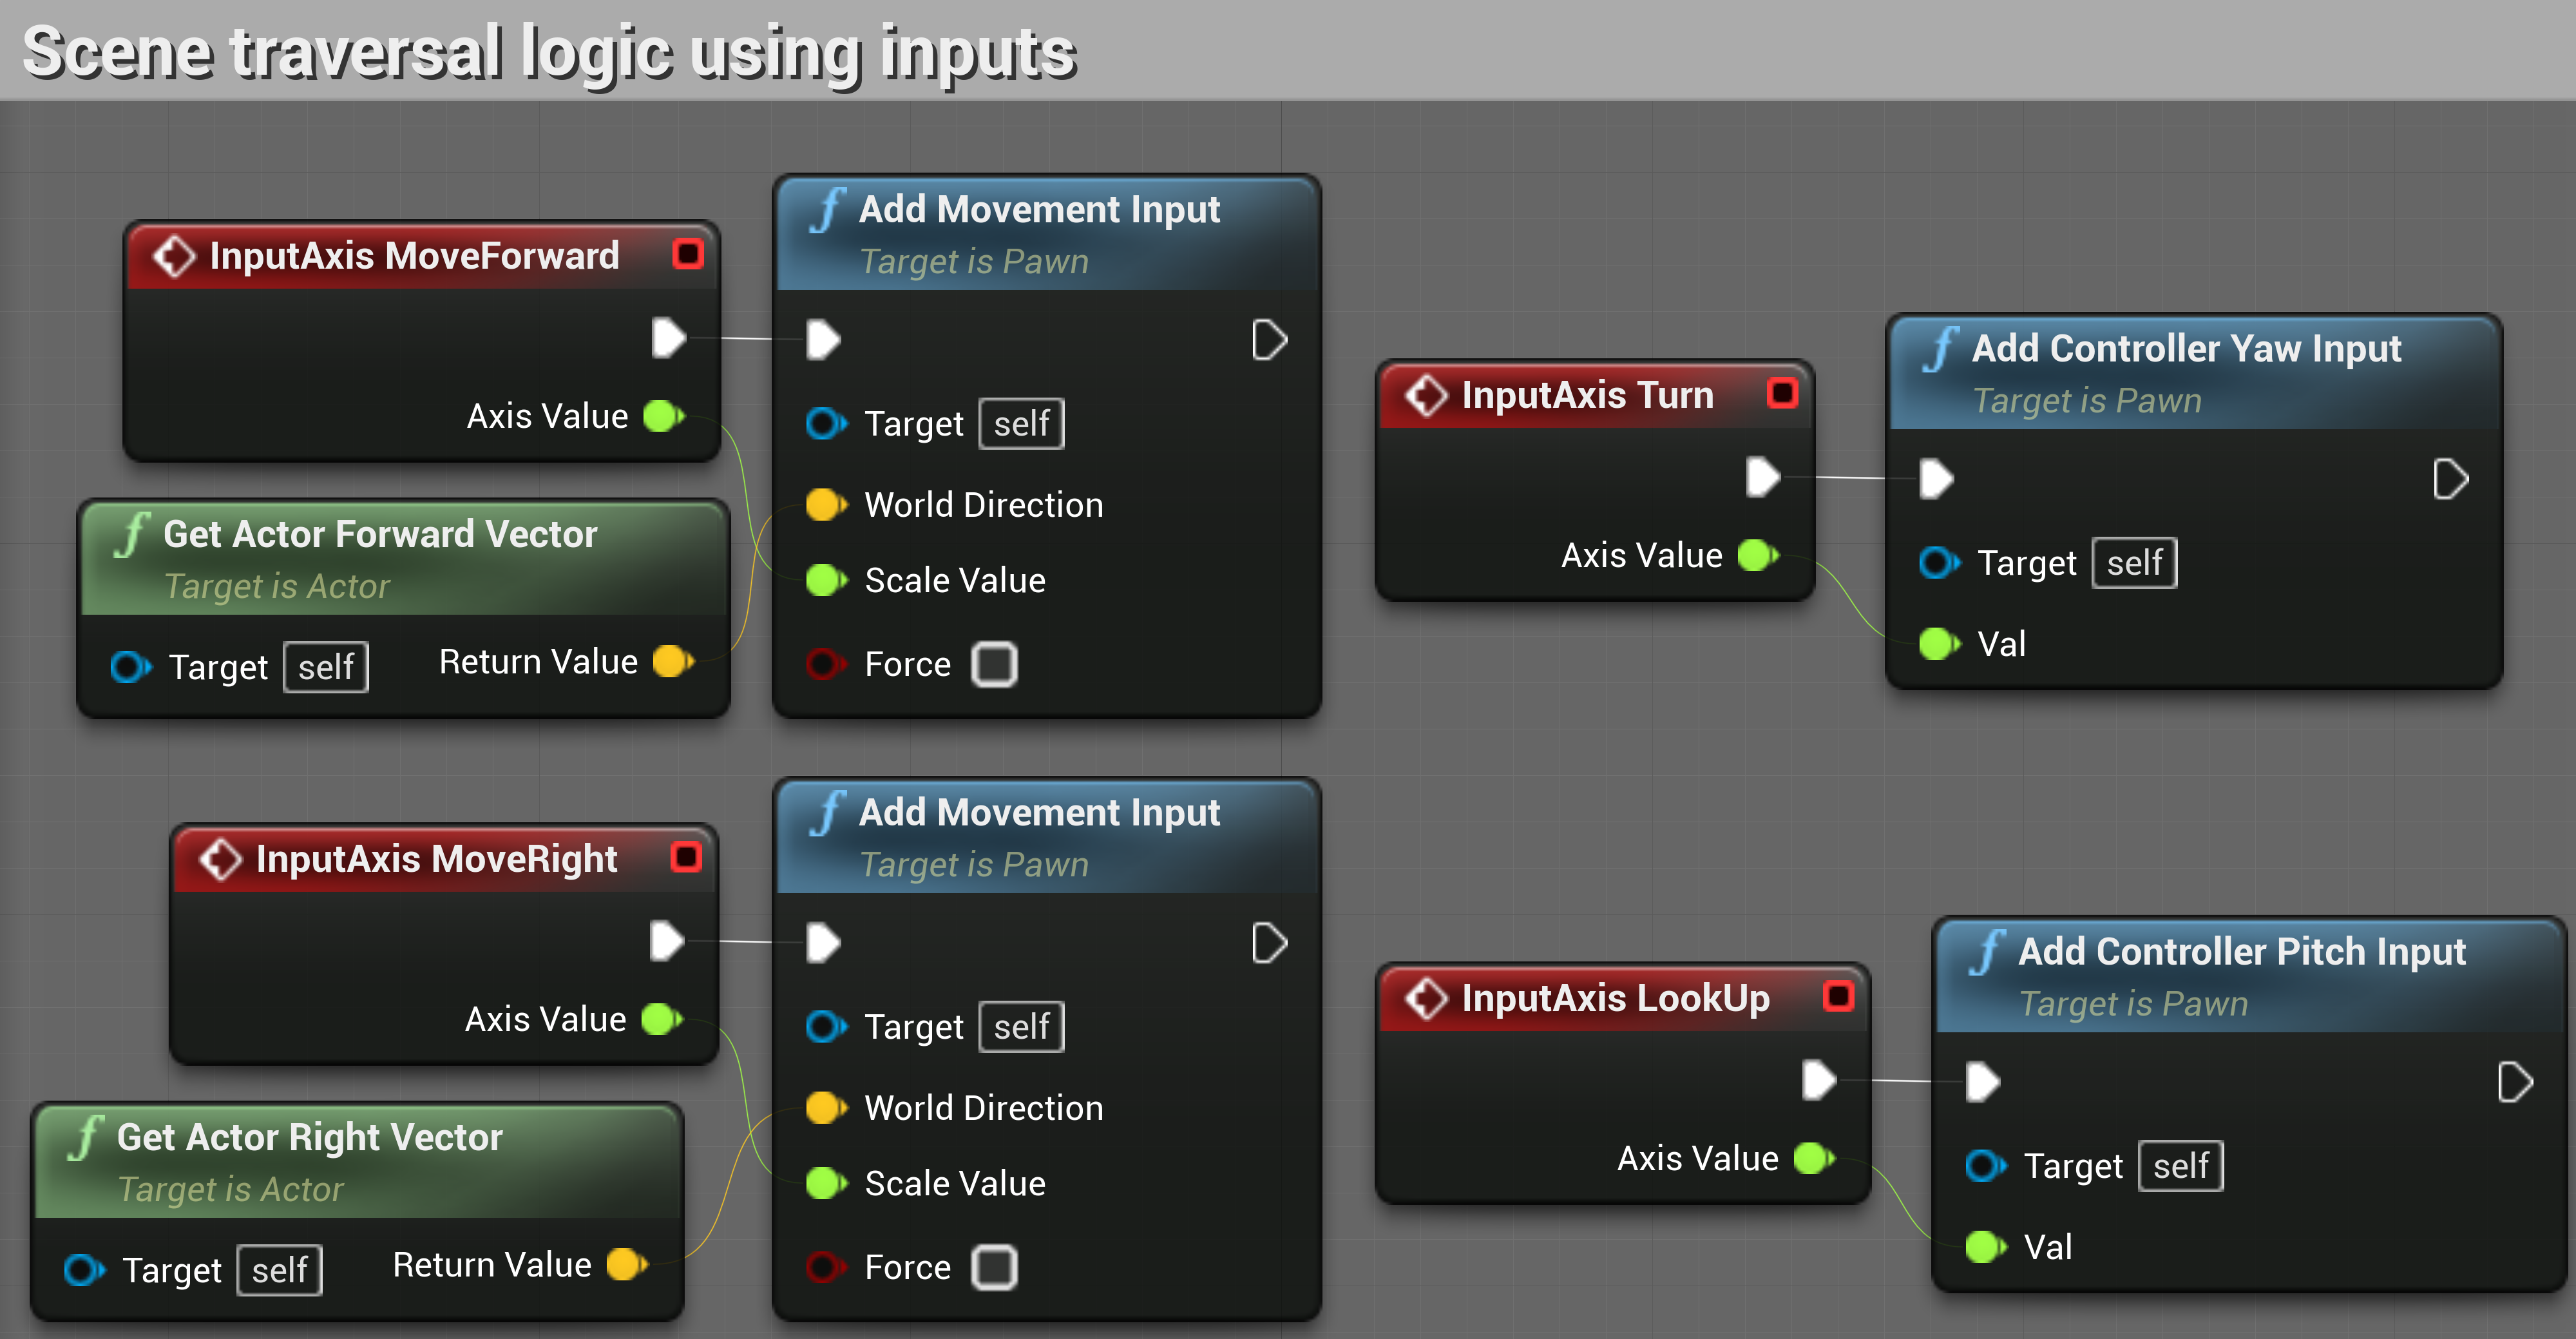 Scene traversal logic using inputs
InputAxis MoveForward
Axis Value
Get Actor Forward Vector
Target is Actor
Target self Return Value
Add Movement Input
Target is Pawn
Target self
World Direction
Scale Value
Force
InputAxis Turn
Axis Value
Add Controller Yaw Input
Target is Pawn
Target self
Val
InputAxis MoveRight
Axis Value
Get Actor Right Vector
Target is Actor
Target self Return Value
Add Movement Input
Target is Pawn
Target self
World Direction
Scale Value
Force
InputAxis LookUp
Axis Value
Add Controller Pitch Input
Target is Pawn
Target self
Val